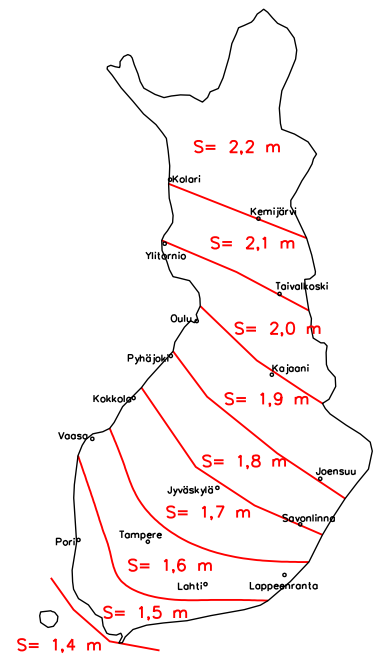 S= 2,2 m
Kolari
Kemijärvi
S= 2,1 m
Ylitornio
Taivalkoski
Oulu
S= 2,0 m
Pyhäjoki
Kajaani
Kokkola
S= 1,9 m
Vaasa
S= 1,8 m
Joensuu
Jyväskylä
S= 1,7 m
Savonlinna
Pori
Tampere
S= 1,6 m
Lahti
Lappeenranta
S= 1,5 m
S= 1,4 m